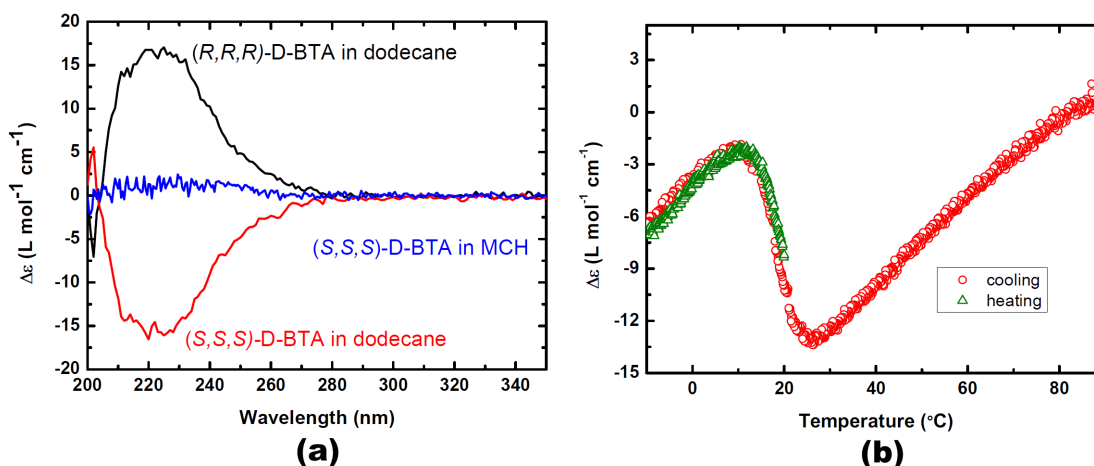 20
15
10
5
0
-5
-10
-15
-20
Δε (L mol⁻¹ cm⁻¹)
(R,R,R)-D-BTA in dodecane
(S,S,S)-D-BTA in MCH
(S,S,S)-D-BTA in dodecane
200 220 240 260 280 300 320 340
Wavelength (nm)
(a)
3
0
-3
-6
-9
-12
-15
Δε (L mol⁻¹ cm⁻¹)
cooling
heating
0 20 40 60 80
Temperature (°C)
(b)